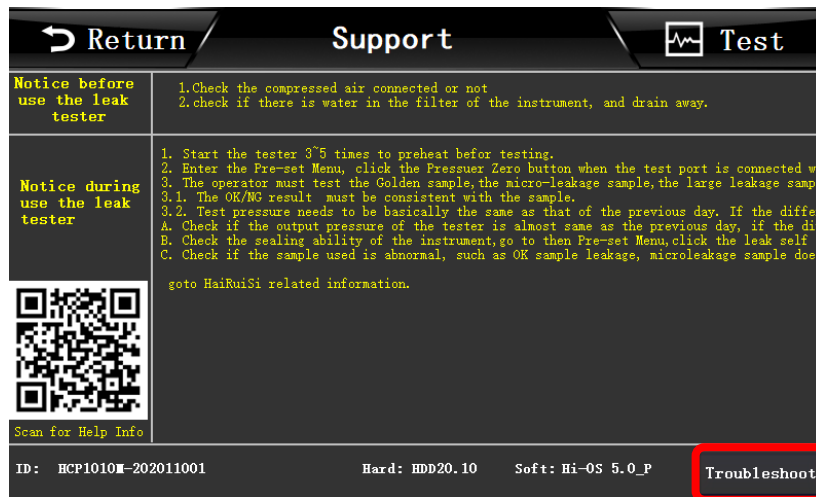 Return
Support
Test
Notice before
use the leak
tester
1.Check the compressed air connected or not
2.check if there is water in the filter of the instrument, and drain away.
Notice during
use the leak
tester
1. Start the tester 3~5 times to preheat befor testing.
2. Enter the Pre-set Menu, click the Pressuer Zero button when the test port is connected w
3. The operator must test the Golden sample,the micro-leakage sample,the large leakage samp
3.1. The OK/NG result must be consistent with the sample.
3.2. Test pressure needs to be basically the same as that of the previous day. If the diffe
A. Check if the output pressure of the tester is almost same as the previous day, if the di
B. Check the sealing ability of the instrument,go to then Pre-set Menu,click the leak self
C. Check if the sample used is abnormal, such as OK sample leakage, microleakage sample doe
goto HaiRuiSi related information.
Scan for Help Info
ID: HCP1010M-202011001
Hard: HDD20.10
Soft: Hi-OS 5.0_P
Troubleshoot